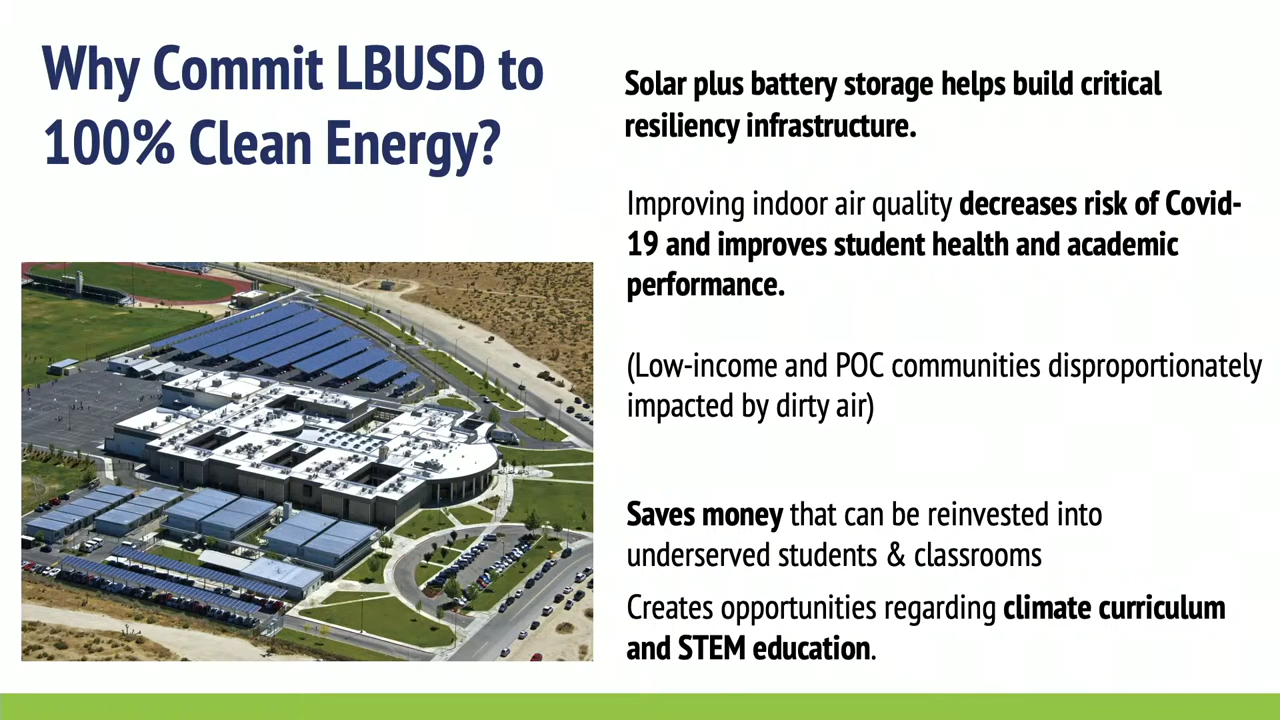 Why Commit LBUSD to
100% Clean Energy?
Solar plus battery storage helps build critical
resiliency infrastructure.
Improving indoor air quality decreases risk of Covid-
19 and improves student health and academic
performance.
(Low-income and POC communities disproportionately
impacted by dirty air)
Saves money that can be reinvested into
underserved students & classrooms
Creates opportunities regarding climate curriculum
and STEM education.